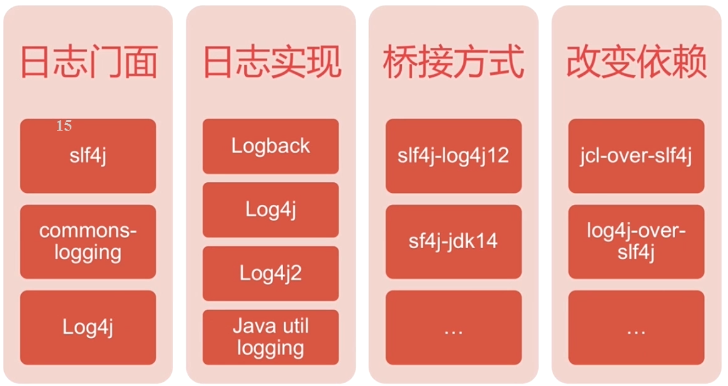 日志门面
15
slf4j
commons-
logging
Log4j
日志实现
Logback
Log4j
Log4j2
Java util
logging
桥接方式
slf4j-log4j12
sf4j-jdk14
…
改变依赖
jcl-over-slf4j
log4j-over-
slf4j
…